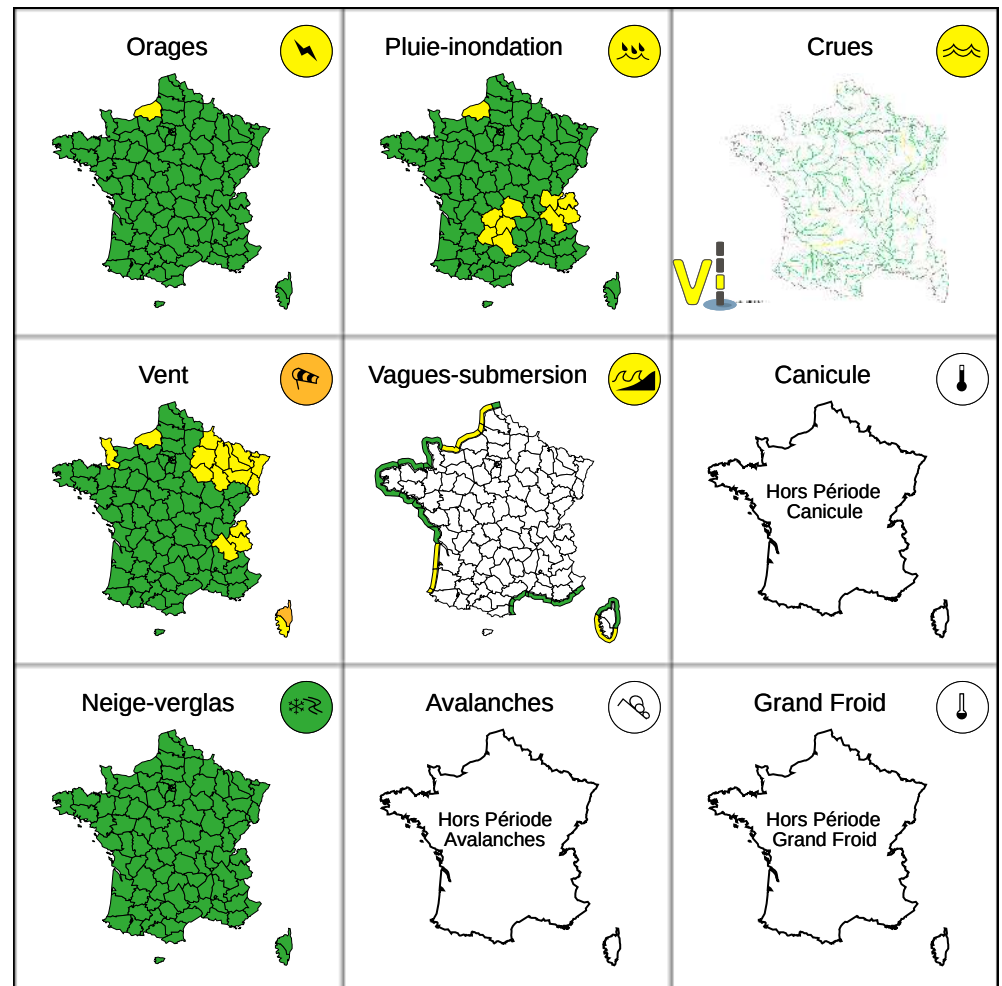 Orages
Pluie-inondation
Crues
Vi
Vent
Vagues-submersion
Canicule
Hors Période
Canicule
Neige-verglas
Avalanches
Grand Froid
Hors Période
Avalanches
Hors Période
Grand Froid